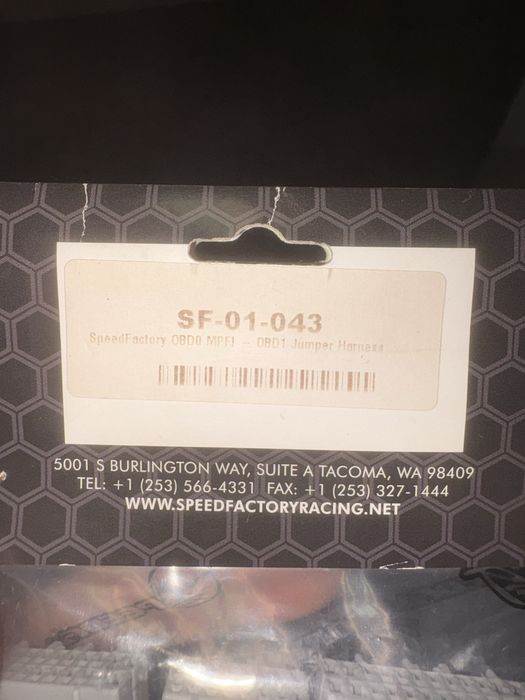 SF-01-043
SpeedFactory OBD0 MPFI - OBD1 Jumper Harness
5001 S BURLINGTON WAY, SUITE A TACOMA, WA 98409
TEL: +1 (253) 566-4331 FAX: +1 (253) 327-1444
WWW.SPEEDFACTORYRACING.NET